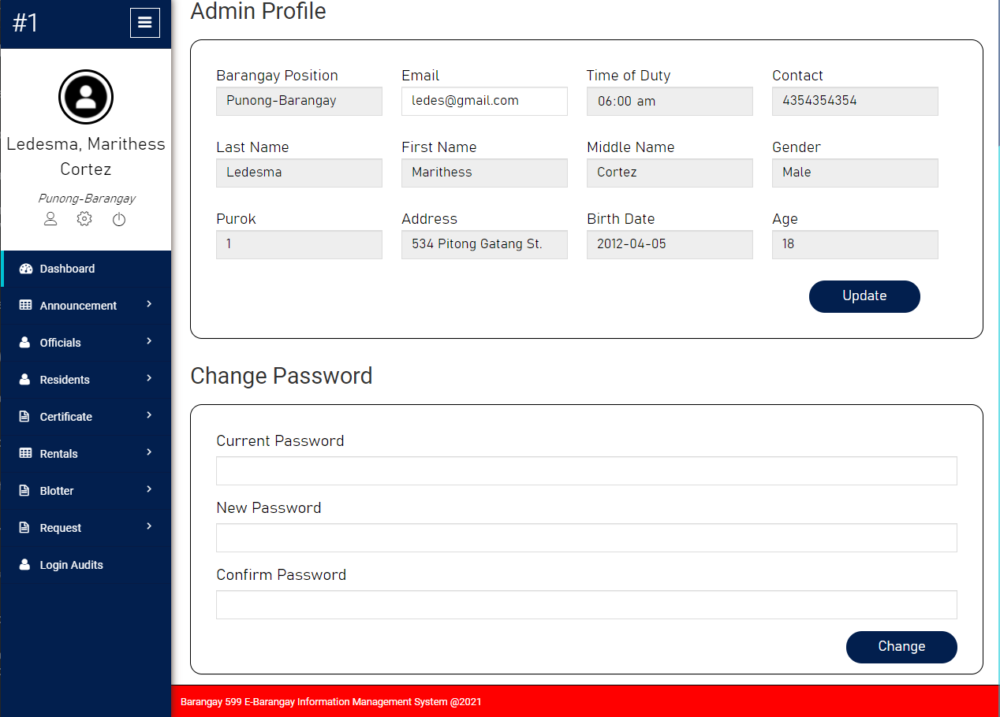 #1
Ledesma, Marithess
Cortez
Punong-Barangay
Dashboard
Announcement
Officials
Residents
Certificate
Rentals
Blotter
Request
Login Audits
Admin Profile
Barangay Position Email Time of Duty Contact
Punong-Barangay ledes@gmail.com 06:00 am 4354354354
Last Name First Name Middle Name Gender
Ledesma Marithess Cortez Male
Purok Address Birth Date Age
1 534 Pitong Gatang St. 2012-04-05 18
Update
Change Password
Current Password
New Password
Confirm Password
Change
Barangay 599 E-Barangay Information Management System @2021